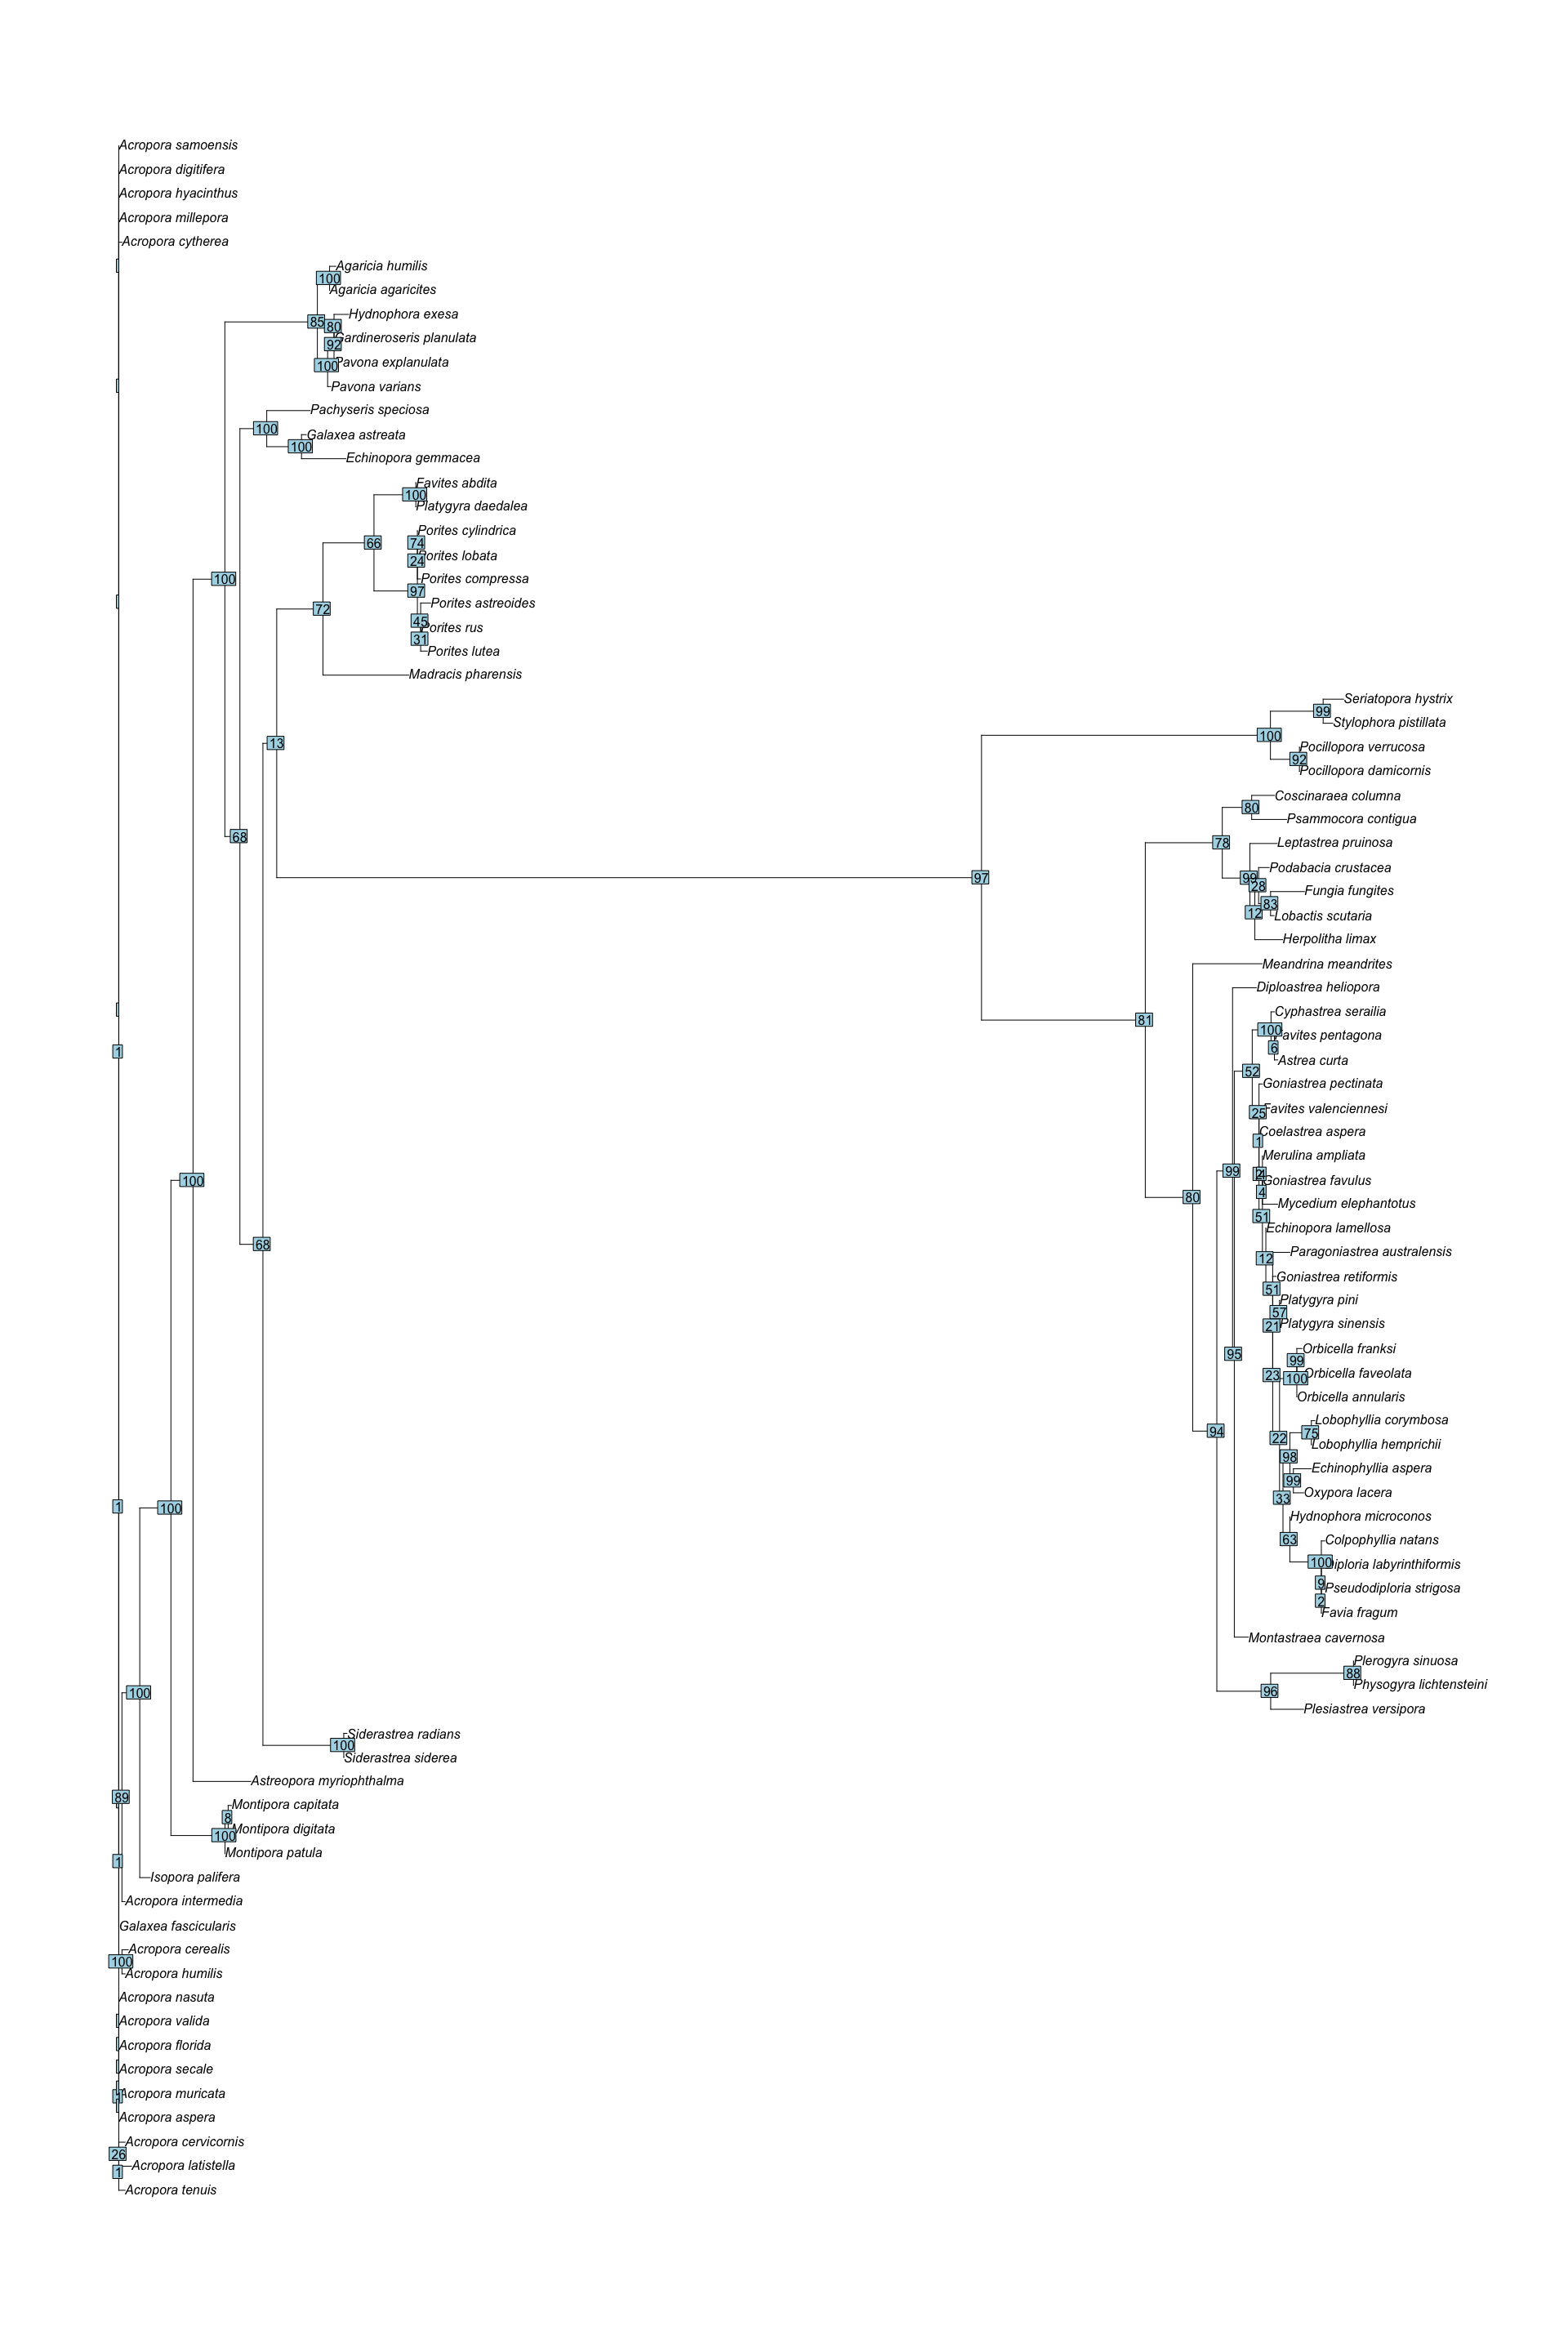 Acropora samoensis
Acropora digitifera
Acropora hyacinthus
Acropora millepora
Acropora cytherea
Agaricia humilis
100
Agaricia agaricites
Hydnophora exesa
85
80
Gardineroseris planulata
92
Pavona explanulata
100
Pavona varians
Pachyseris speciosa
100
Galaxea astreata
100
Echinopora gemmacea
Favites abdita
100
Platygyra daedalea
Porites cylindrica
66
74
Porites lobata
24
100
Porites compressa
97
Porites astreoides
72
45
Porites rus
31
Porites lutea
Madracis pharensis
Seriatopora hystrix
99
Stylophora pistillata
13
100
Pocillopora verrucosa
92
Pocillopora damicornis
Coscinaraea columna
80
Psammocora contigua
68
78
Leptastrea pruinosa
Podabacia crustacea
97
99
28
Fungia fungites
83
12
Lobactis scutaria
Herpolitha limax
Meandrina meandrites
Diploastrea heliopora
Cyphastrea serailia
81
100
Favites pentagona
1
6
Astrea curta
52
Goniastrea pectinata
25
Favites valenciennesi
Coelastrea aspera
1
Merulina ampliata
99
4
100
Goniastrea favulus
80
4
Mycedium elephantotus
51
Echinopora lamellosa
68
Paragoniastrea australensis
12
Goniastrea retiformis
51
Platygyra pini
57
21
Platygyra sinensis
Orbicella franksi
95
99
Orbicella faveolata
23
100
Orbicella annularis
Lobophyllia corymbosa
94
75
22
Lobophyllia hemprichii
98
Echinophyllia aspera
99
Oxypora lacera
33
1
100
Hydnophora microconos
63
Colpophyllia natans
100
Diploria labyrinthiformis
9
Pseudodiploria strigosa
2
Favia fragum
Montastraea cavernosa
Plerogyra sinuosa
88
Physogyra lichtensteini
100
96
Plesiastrea versipora
Siderastrea radians
100
Siderastrea siderea
Astreopora myriophthalma
89
Montipora capitata
8
Montipora digitata
100
Montipora patula
1
Isopora palifera
Acropora intermedia
Galaxea fascicularis
Acropora cerealis
100
Acropora humilis
Acropora nasuta
Acropora valida
Acropora florida
Acropora secale
Acropora muricata
Acropora aspera
Acropora cervicornis
26
Acropora latistella
1
Acropora tenuis